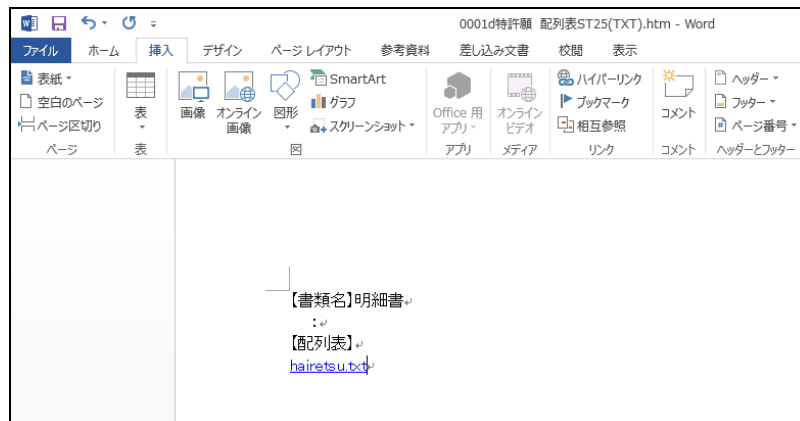 0001d特許願 配列表ST25(TXT).htm - Word
ファイル ホーム 挿入 デザイン ページ レイアウト 参考資料 差し込み文書 校閲 表示
表紙
空白のページ
ページ区切り
ページ
表
表
画像
オンライン
画像
図形
SmartArt
グラフ
スクリーンショット
図
Office 用
アプリ
アプリ
オンライン
ビデオ
メディア
ハイパーリンク
ブックマーク
相互参照
リンク
コメント
コメント
ヘッダー
フッター
ページ番号
ヘッダーとフッター
【書類名】明細書
:
【配列表】
hairetsu.txt